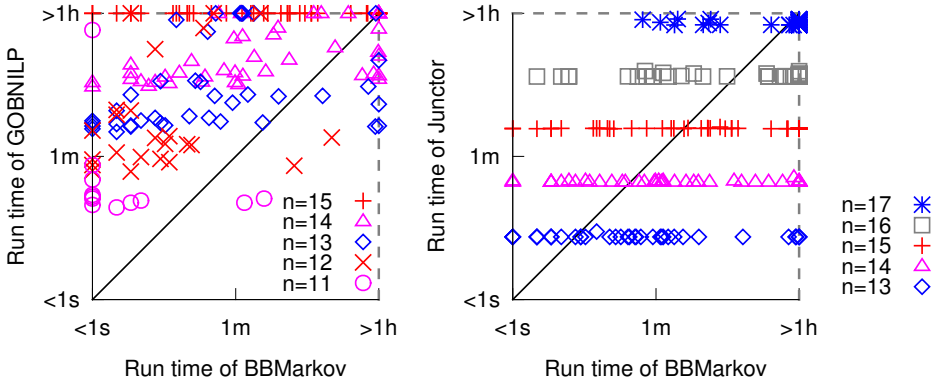 >1h
1m
<1s
Run time of GOBNILP
n=15
n=14
n=13
n=12
n=11
<1s
1m
>1h
Run time of BBMarkov
>1h
1m
<1s
Run time of Junctor
n=17
n=16
n=15
n=14
n=13
<1s
1m
>1h
Run time of BBMarkov